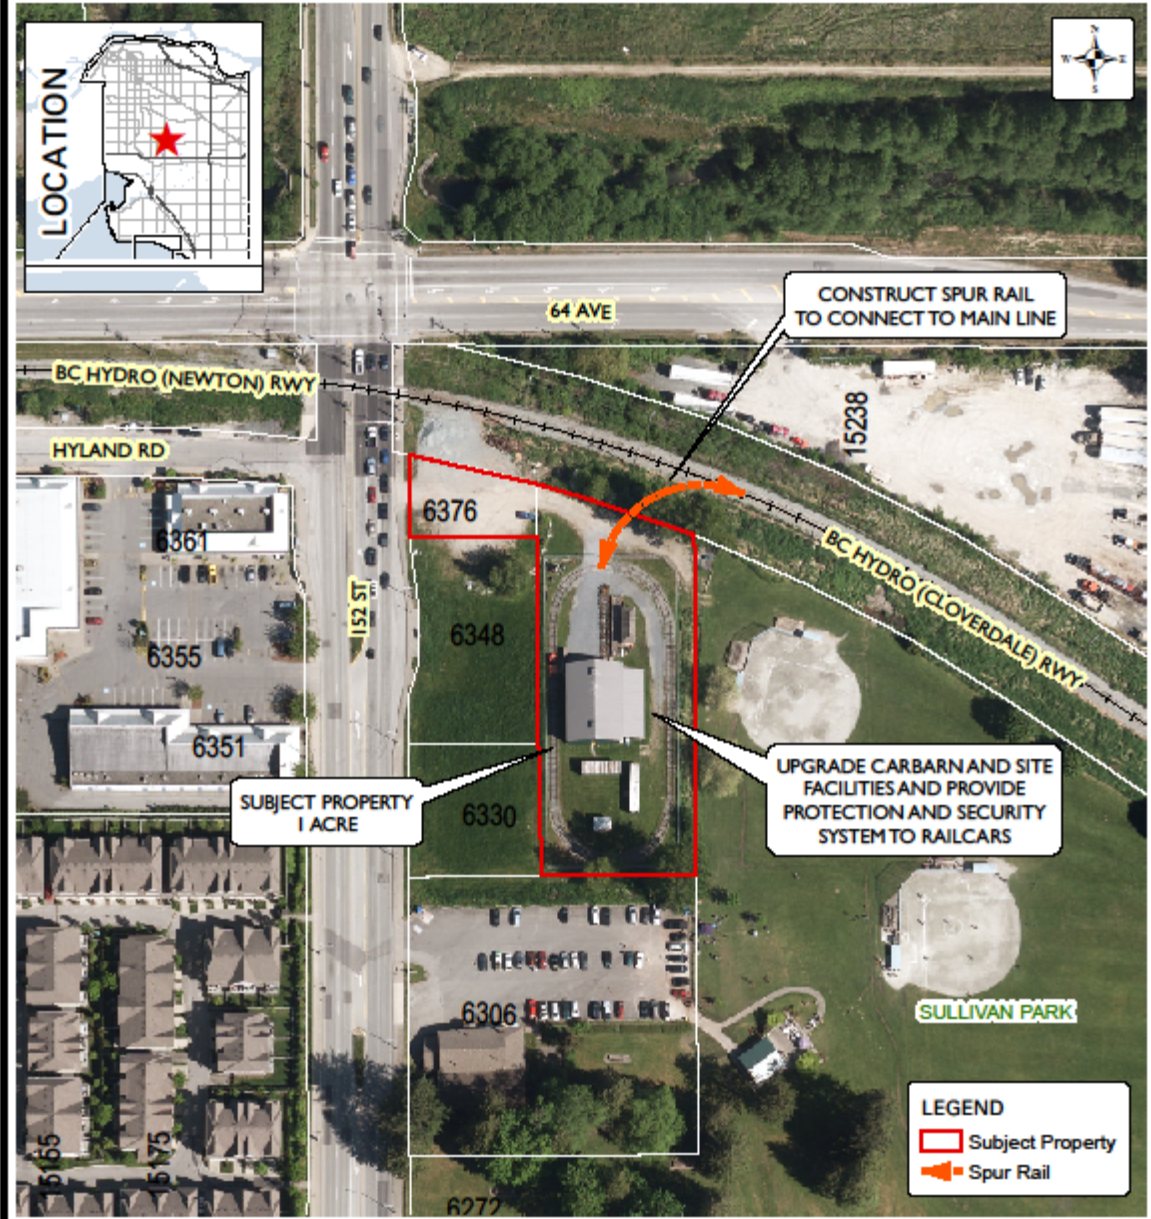 LOCATION
N
W
E
S
64 AVE
CONSTRUCT SPUR RAIL
TO CONNECT TO MAIN LINE
BC HYDRO (NEWTON) RWY
15238
HYLAND RD
6376
6361
BC HYDRO (CLOVERDALE) RWY
152 ST
6348
6355
6351
SUBJECT PROPERTY
1 ACRE
6330
UPGRADE CARBARN AND SITE
FACILITIES AND PROVIDE
PROTECTION AND SECURITY
SYSTEM TO RAILCARS
6306
SULLIVAN PARK
LEGEND
Subject Property
Spur Rail
15165
15175
6272